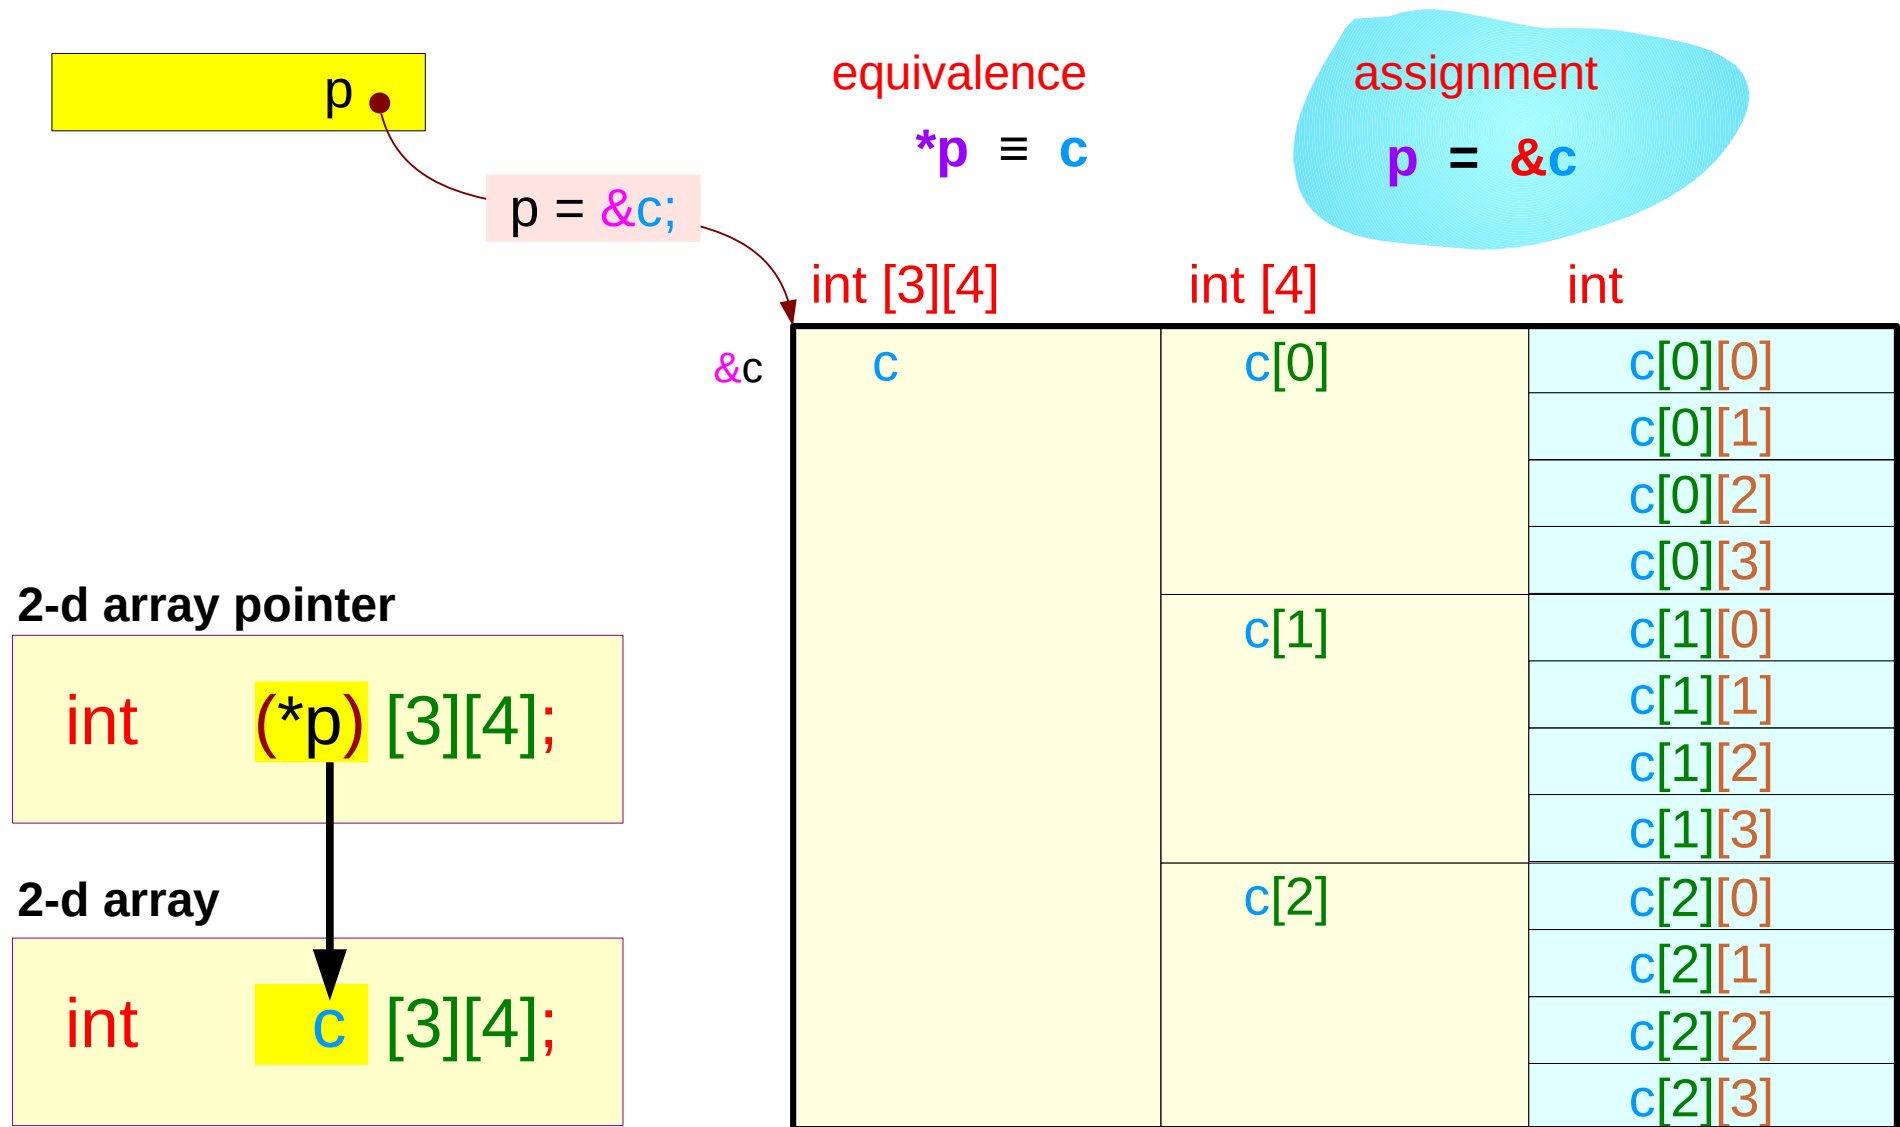 p
equivalence
assignment
*p ≡ c
p = &c
p = &c;
int [3][4]
int [4]
int
&c
c
c[0]
c[0][0]
c[0][1]
c[0][2]
c[0][3]
c[1]
c[1][0]
c[1][1]
c[1][2]
c[1][3]
c[2]
c[2][0]
c[2][1]
c[2][2]
c[2][3]
2-d array pointer
int (*p) [3][4];
2-d array
int c [3][4];